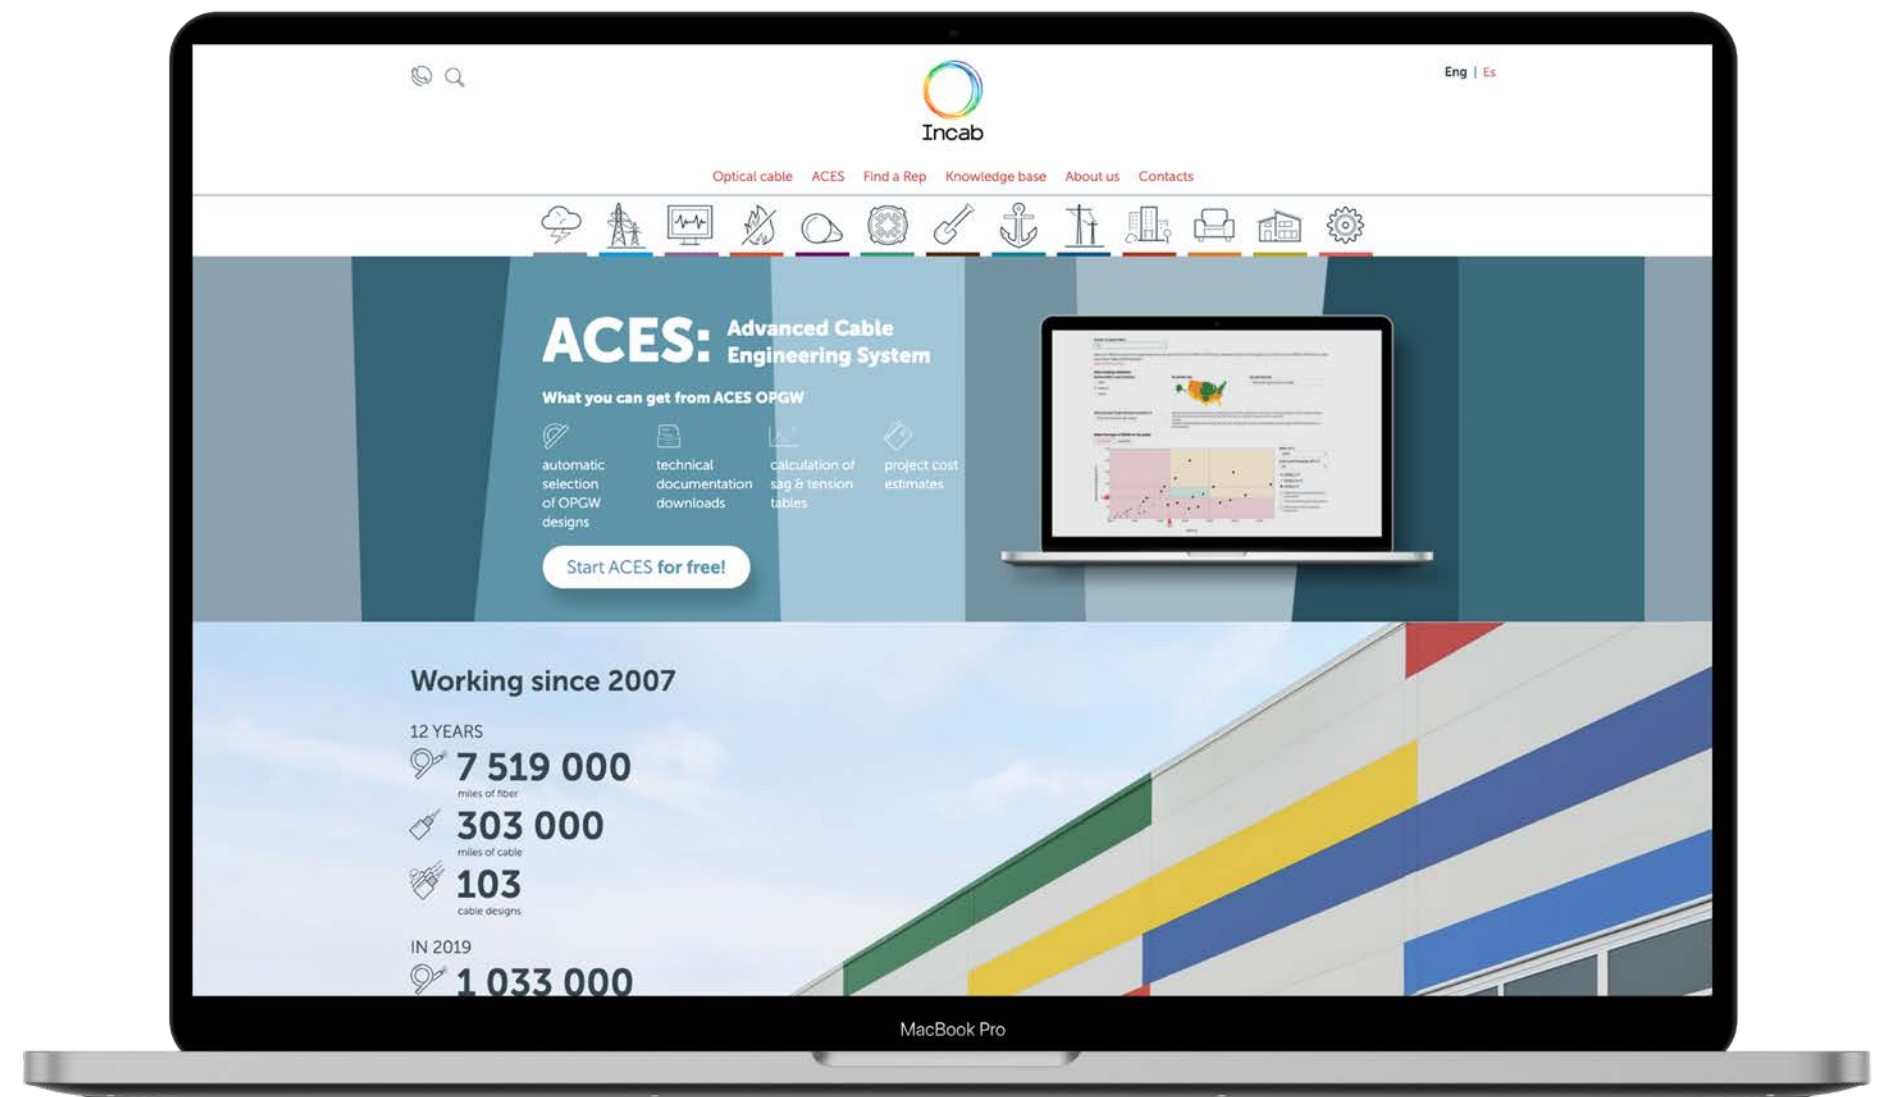 Eng | Es
Incab
Optical cable ACES Find a Rep Knowledge base About us Contacts
ACES:
Advanced Cable
Engineering System
What you can get from ACES OPGW
automatic
selection
of OPGW
designs
technical
documentation
downloads
calculation of
sag & tension
tables
project cost
estimates
Start ACES for free!
Working since 2007
12 YEARS
7 519 000
miles of fiber
303 000
miles of cable
103
cable designs
IN 2019
1 033 000
MacBook Pro